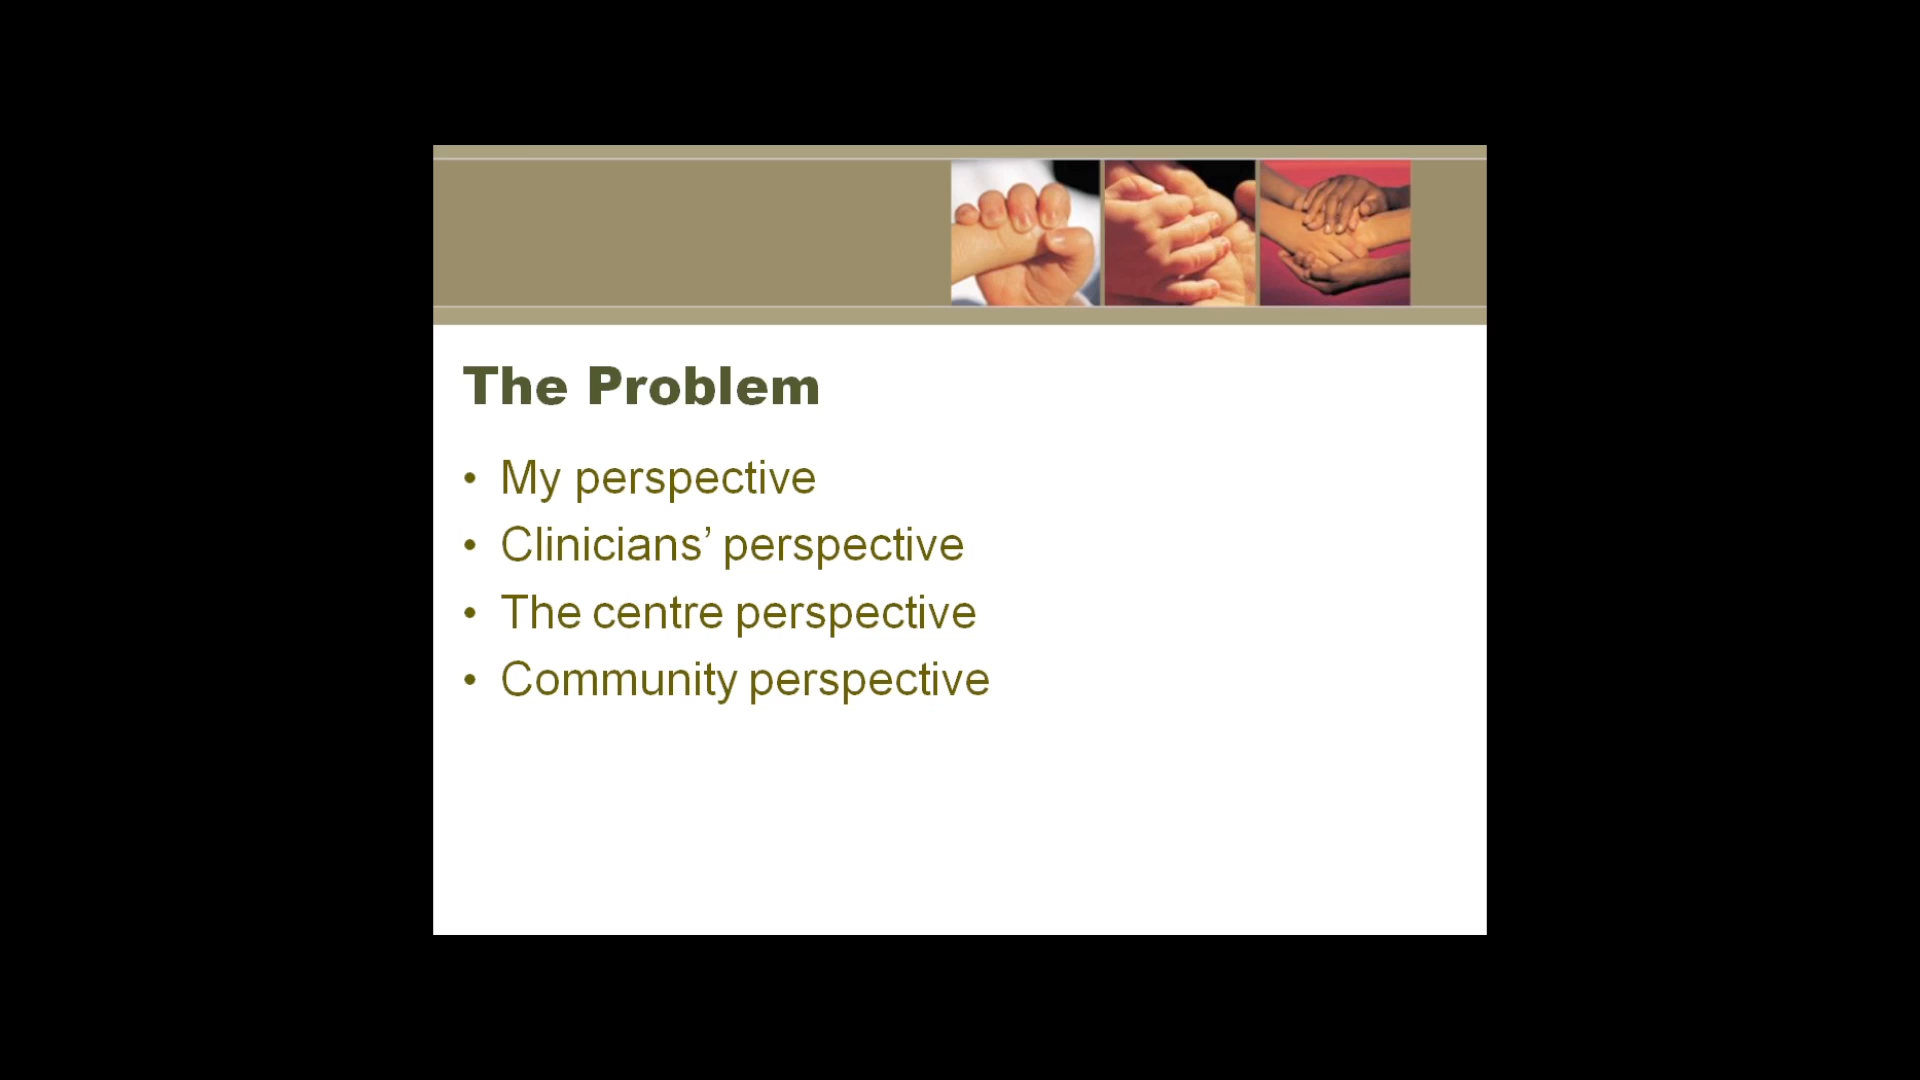 The Problem
• My perspective
• Clinicians’ perspective
• The centre perspective
• Community perspective